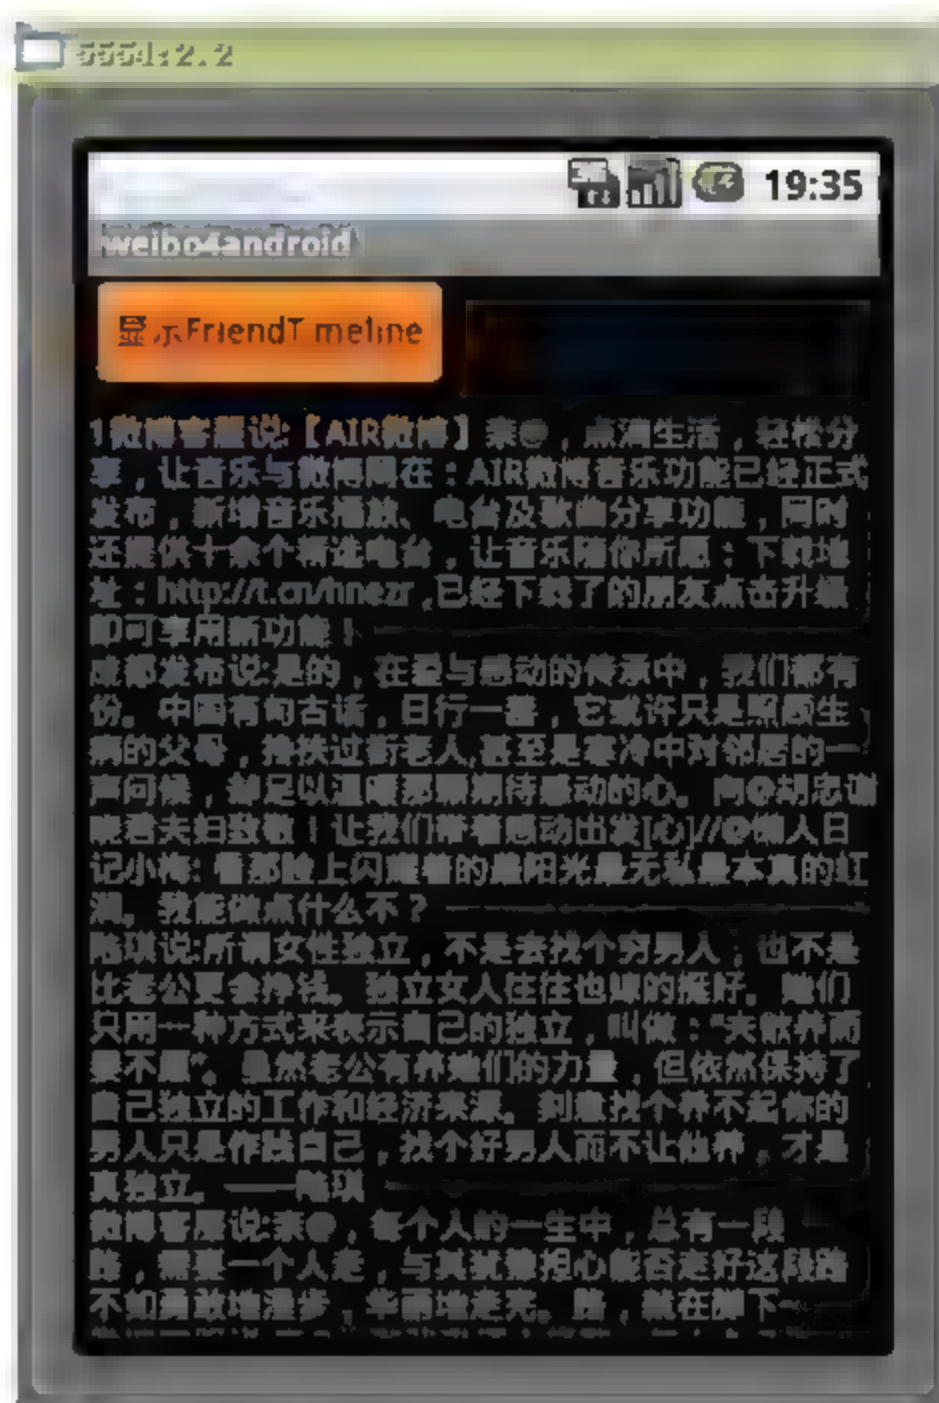 5554:2.2
19:35
weibo4android
显示FriendTimeline
1微博客服说:【AIR微博】亲@，点滴生活，轻松分
享，让音乐与微博同在：AIR微博音乐功能已经正式
发布，新增音乐播放、电台及歌曲分享功能，同时
还提供十余个精选电台，让音乐随你所愿：下载地
址：http://t.cn/hnezr ,已经下载了的朋友点击升级
即可享用新功能！
成都发布说:是的，在爱与感动的传承中，我们都有
份。中国有句古话，日行一善，它或许只是照顾生
病的父母，搀扶过街老人,甚至是寒冷中对邻居的一
声问候，却足以温暖那颗期待感动的心。向@胡忠谢
晓君夫妇致敬！让我们带着感动出发[心]//@懒人日
记小梅: 看那脸上闪耀着的最阳光最无私最本真的红
润。我能做点什么不？
陆琪说:所谓女性独立，不是去找个穷男人；也不是
比老公更会挣钱。独立女人往往也嫁的挺好。她们
只用一种方式来表示自己的独立，叫做：“夫能养而
妻不愿”。虽然老公有养她们的力量，但依然保持了
自己独立的工作和经济来源。刻意找个养不起你的
男人只是作践自己，找个好男人而不让他养，才是
真独立。——陆琪
微博客服说:亲@，每个人的一生中，总有一段
路，需要一个人走，与其犹豫担心能否走好这段路
不如勇敢地漫步，华丽地走完。路，就在脚下